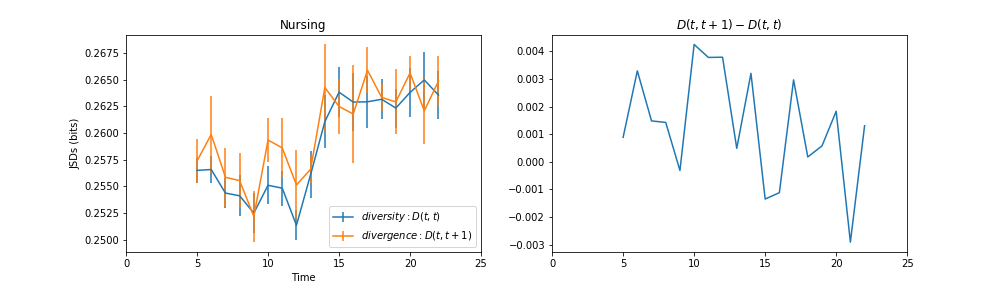 Nursing
JSDs (bits)
0.2675
0.2650
0.2625
0.2600
0.2575
0.2550
0.2525
0.2500
diversity: D(t, t)
divergence: D(t, t + 1)
0 5 10 15 20 25
Time
D(t, t + 1) − D(t, t)
0.004
0.003
0.002
0.001
0.000
−0.001
−0.002
−0.003
0 5 10 15 20 25